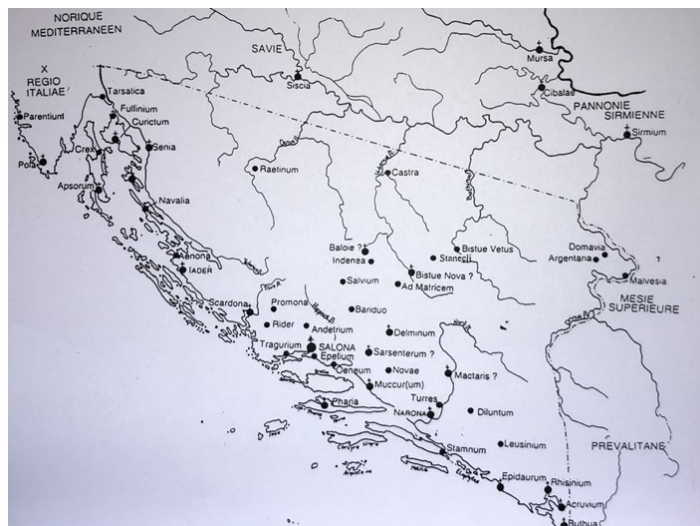 NORIQUE
MEDITERRANEEN
SAVIE
Mursa
Siscia
X
REGIO
ITALIAE
Tarsatica
Cibalae
PANNONIE
SIRMIENNE
Fulfinium
Parentium
Curictum
Sirmium
Crex
Senia
Pola
Raetinum
Castra
Apsorum
Navalia
Baloie ?
Bistue Vetus
Domavia
Aenona
Indenea
Stanecli
Argentaria
IADER
Bistue Nova ?
Salvium
Ad Matricem
Malvesia
MESIE
SUPERIEURE
Scardona
Promona
Bariduo
Rider
Andetrium
Delminum
Tragurium
SALONA
Epetium
Sarsenterum ?
Oeneum
Novae
Mactaris ?
Muccur(um)
Pharia
Turres
NARONA
Diluntum
Stamnum
Leusinium
PREVALITANE
Epidaurum
Rhisinium
Acruvium
Buthua